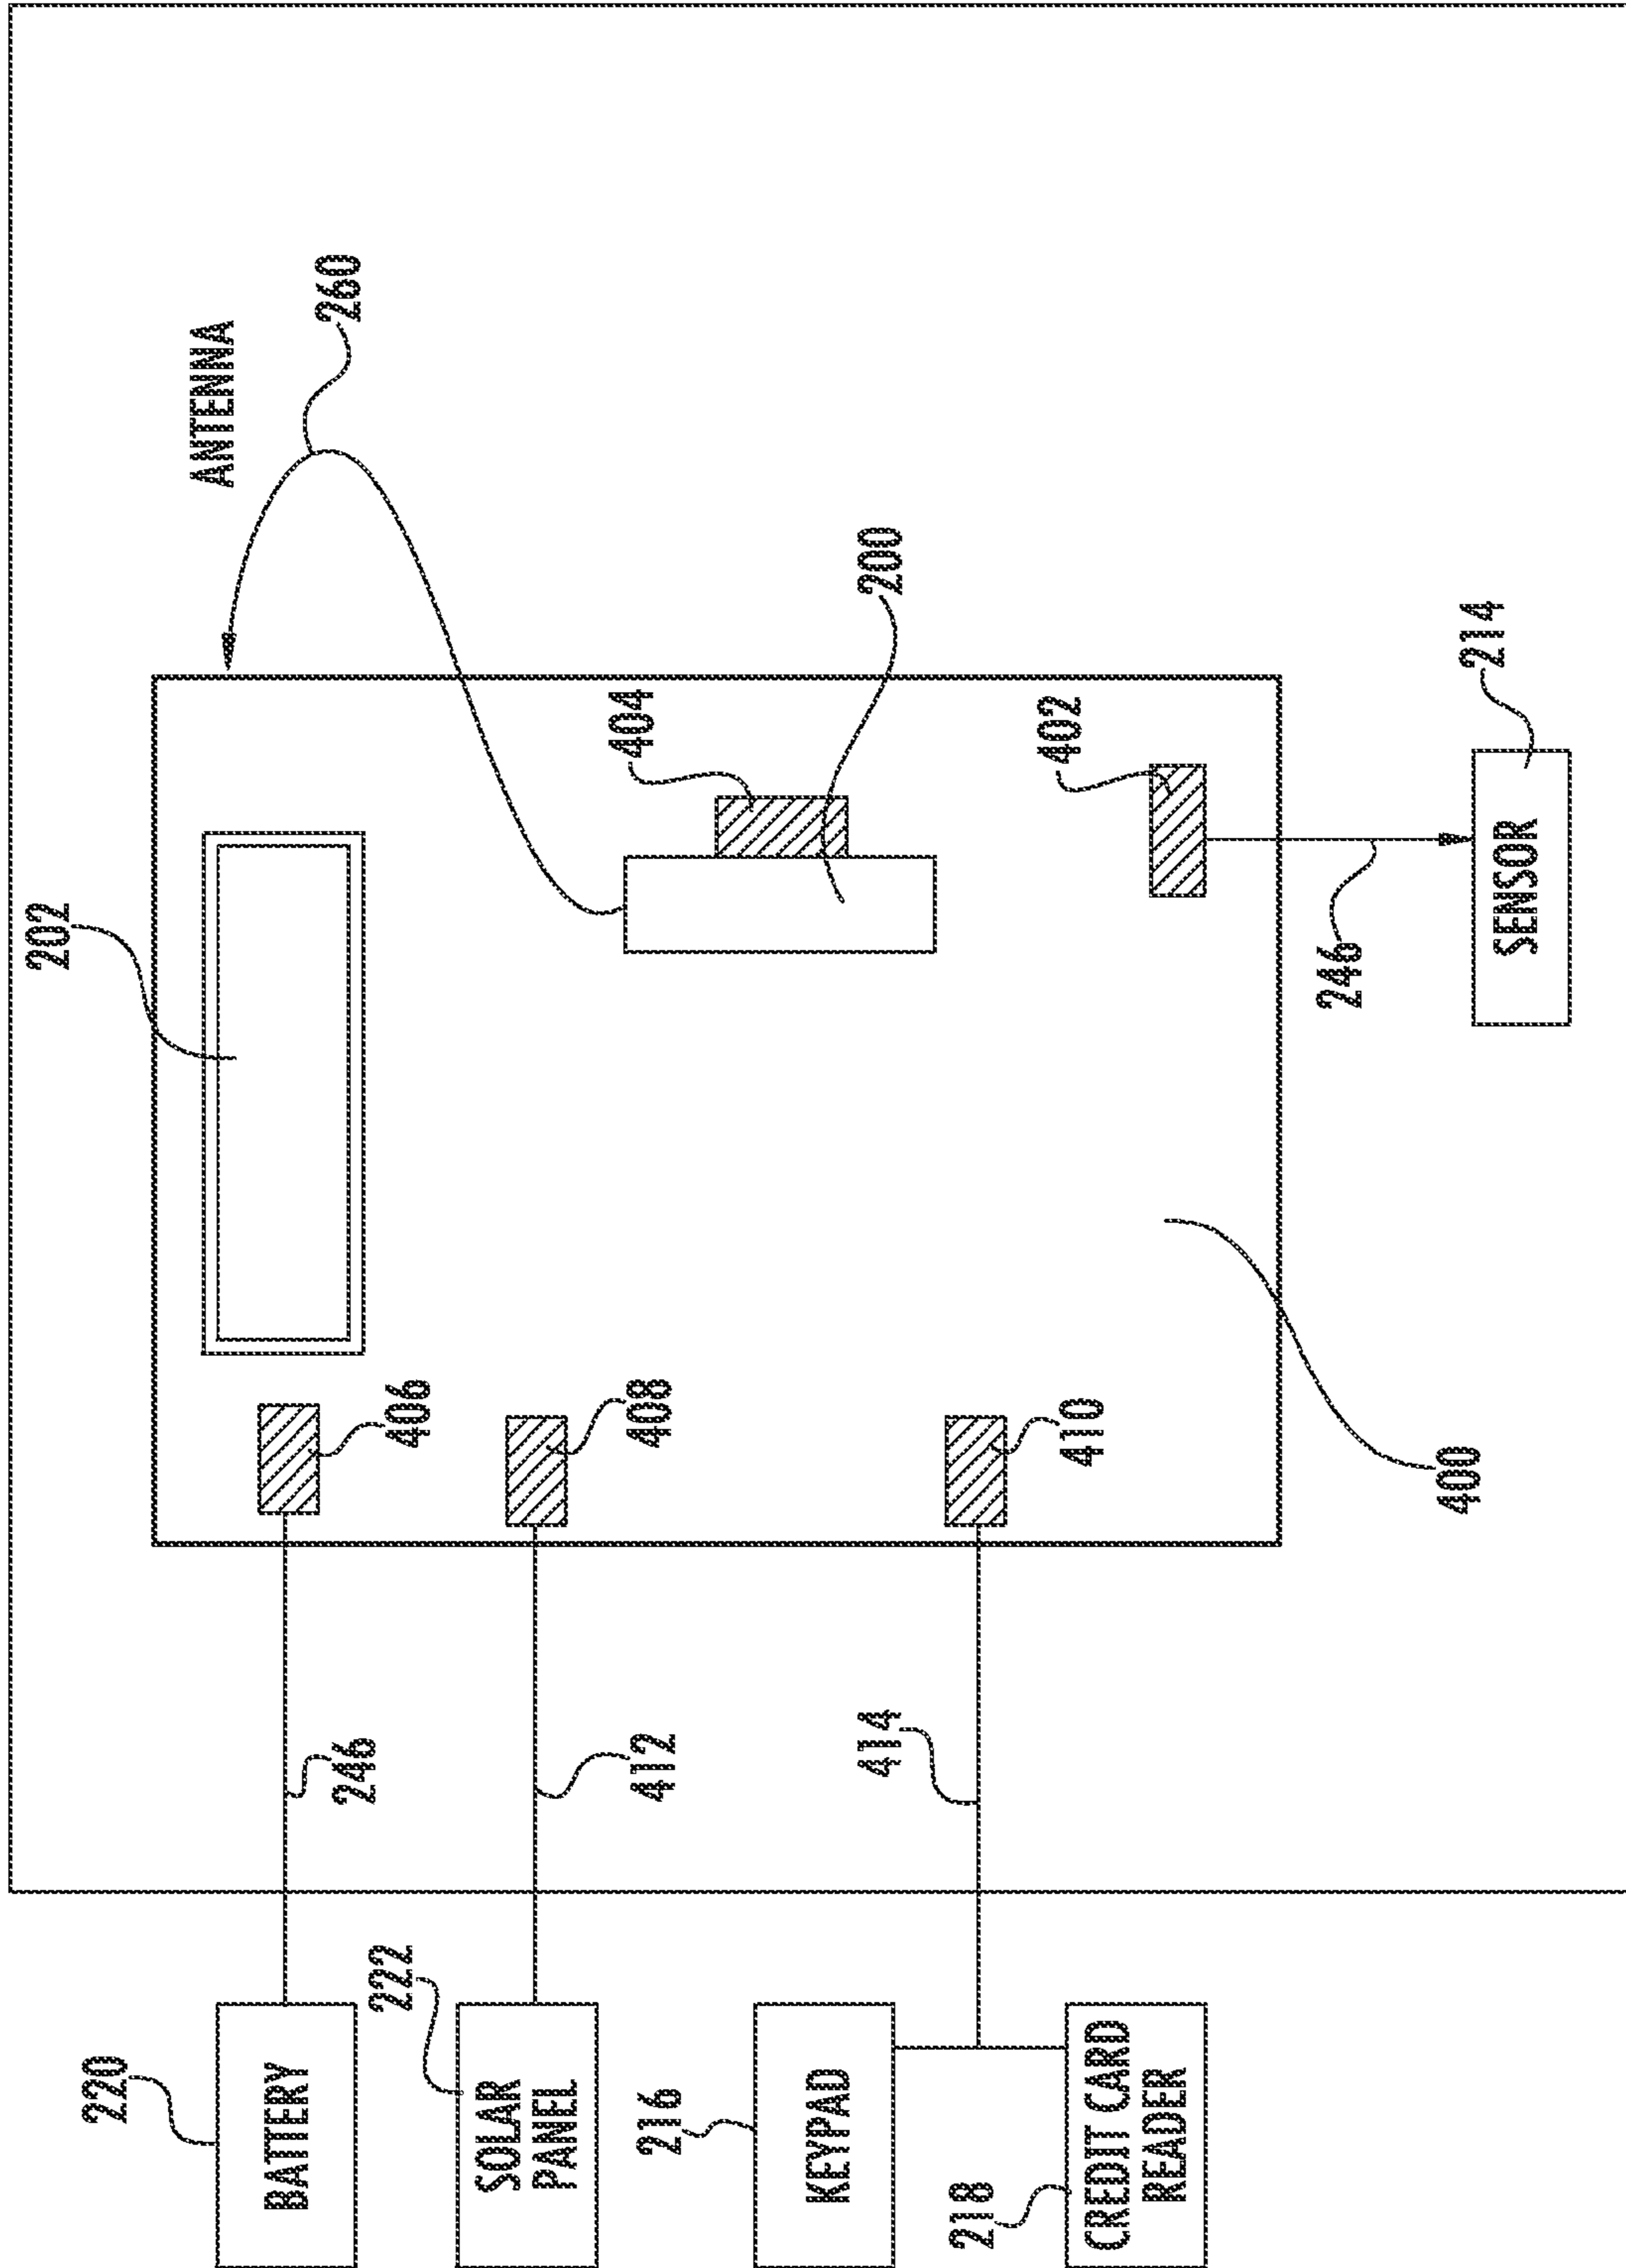 202
220
ANTENNA
BATTERY
260
246
222
406
SOLAR
PANEL
404
408
412
216
KEYPAD
414
200
218
402
410
CREDIT CARD
READER
246
400
214
SENSOR